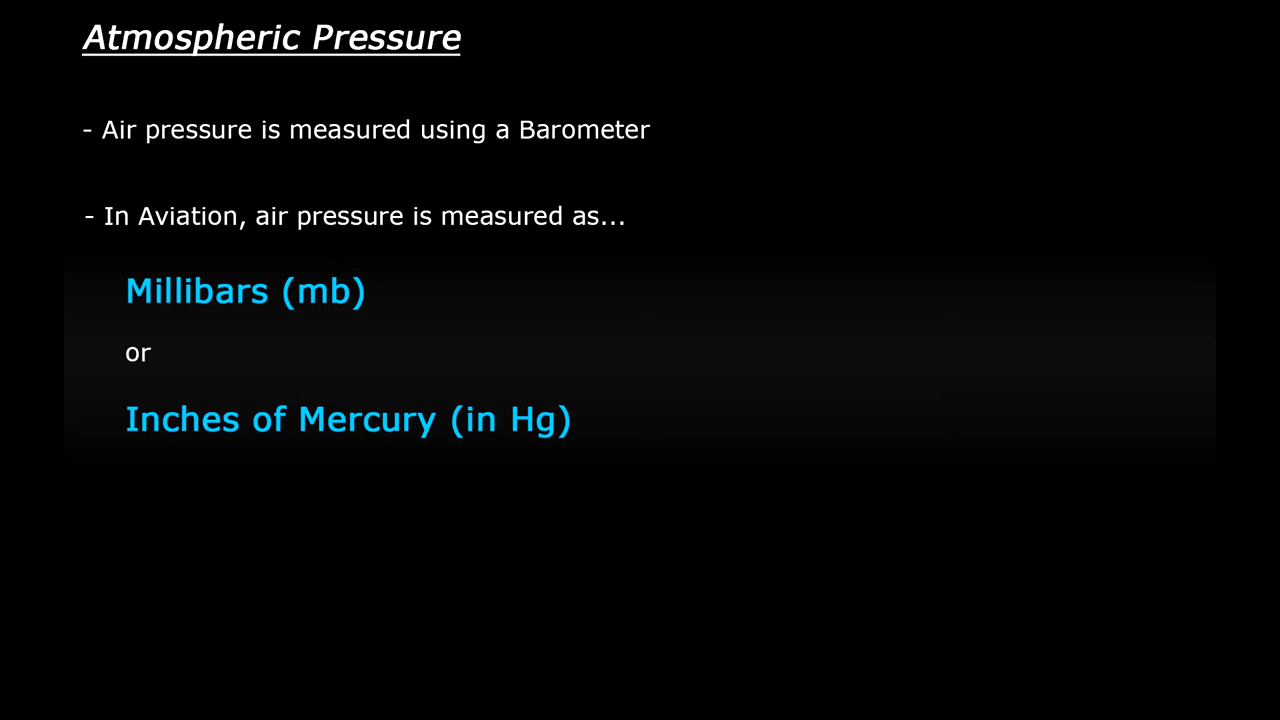 Atmospheric Pressure
- Air pressure is measured using a Barometer
- In Aviation, air pressure is measured as...
Millibars (mb)
or
Inches of Mercury (in Hg)